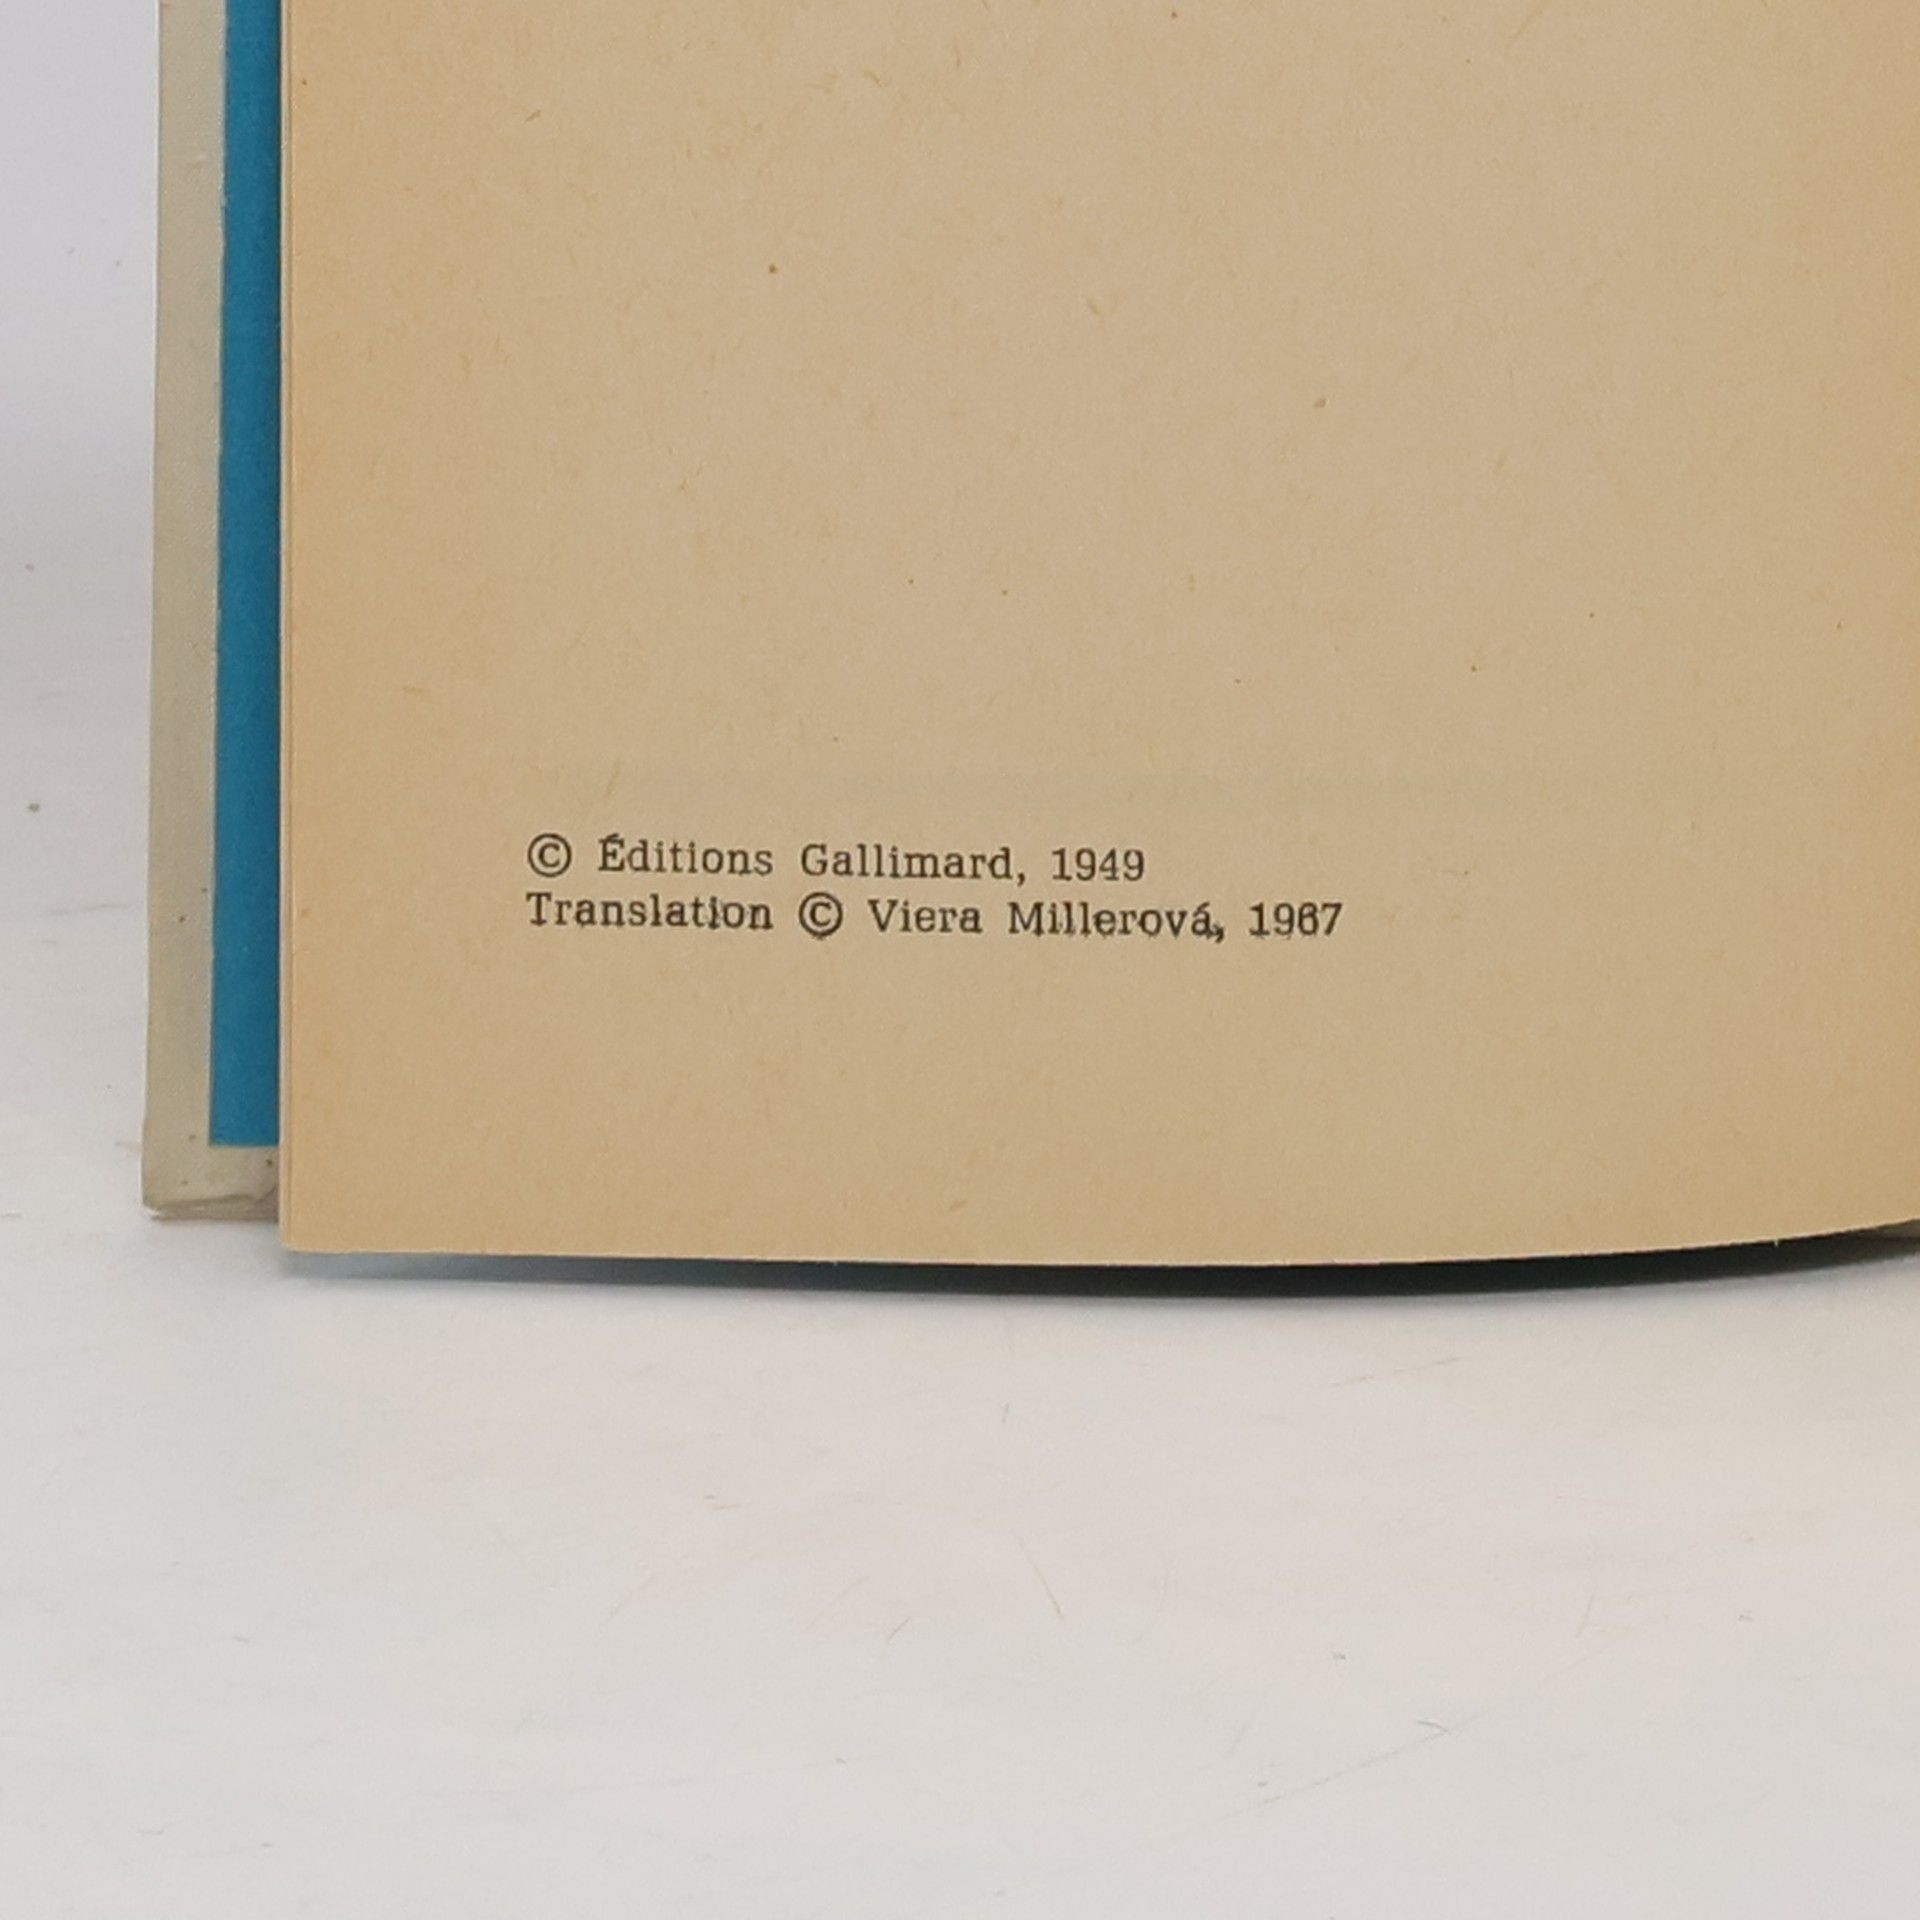 © Éditions Gallimard, 1949
Translation © Viera Millerová, 1967